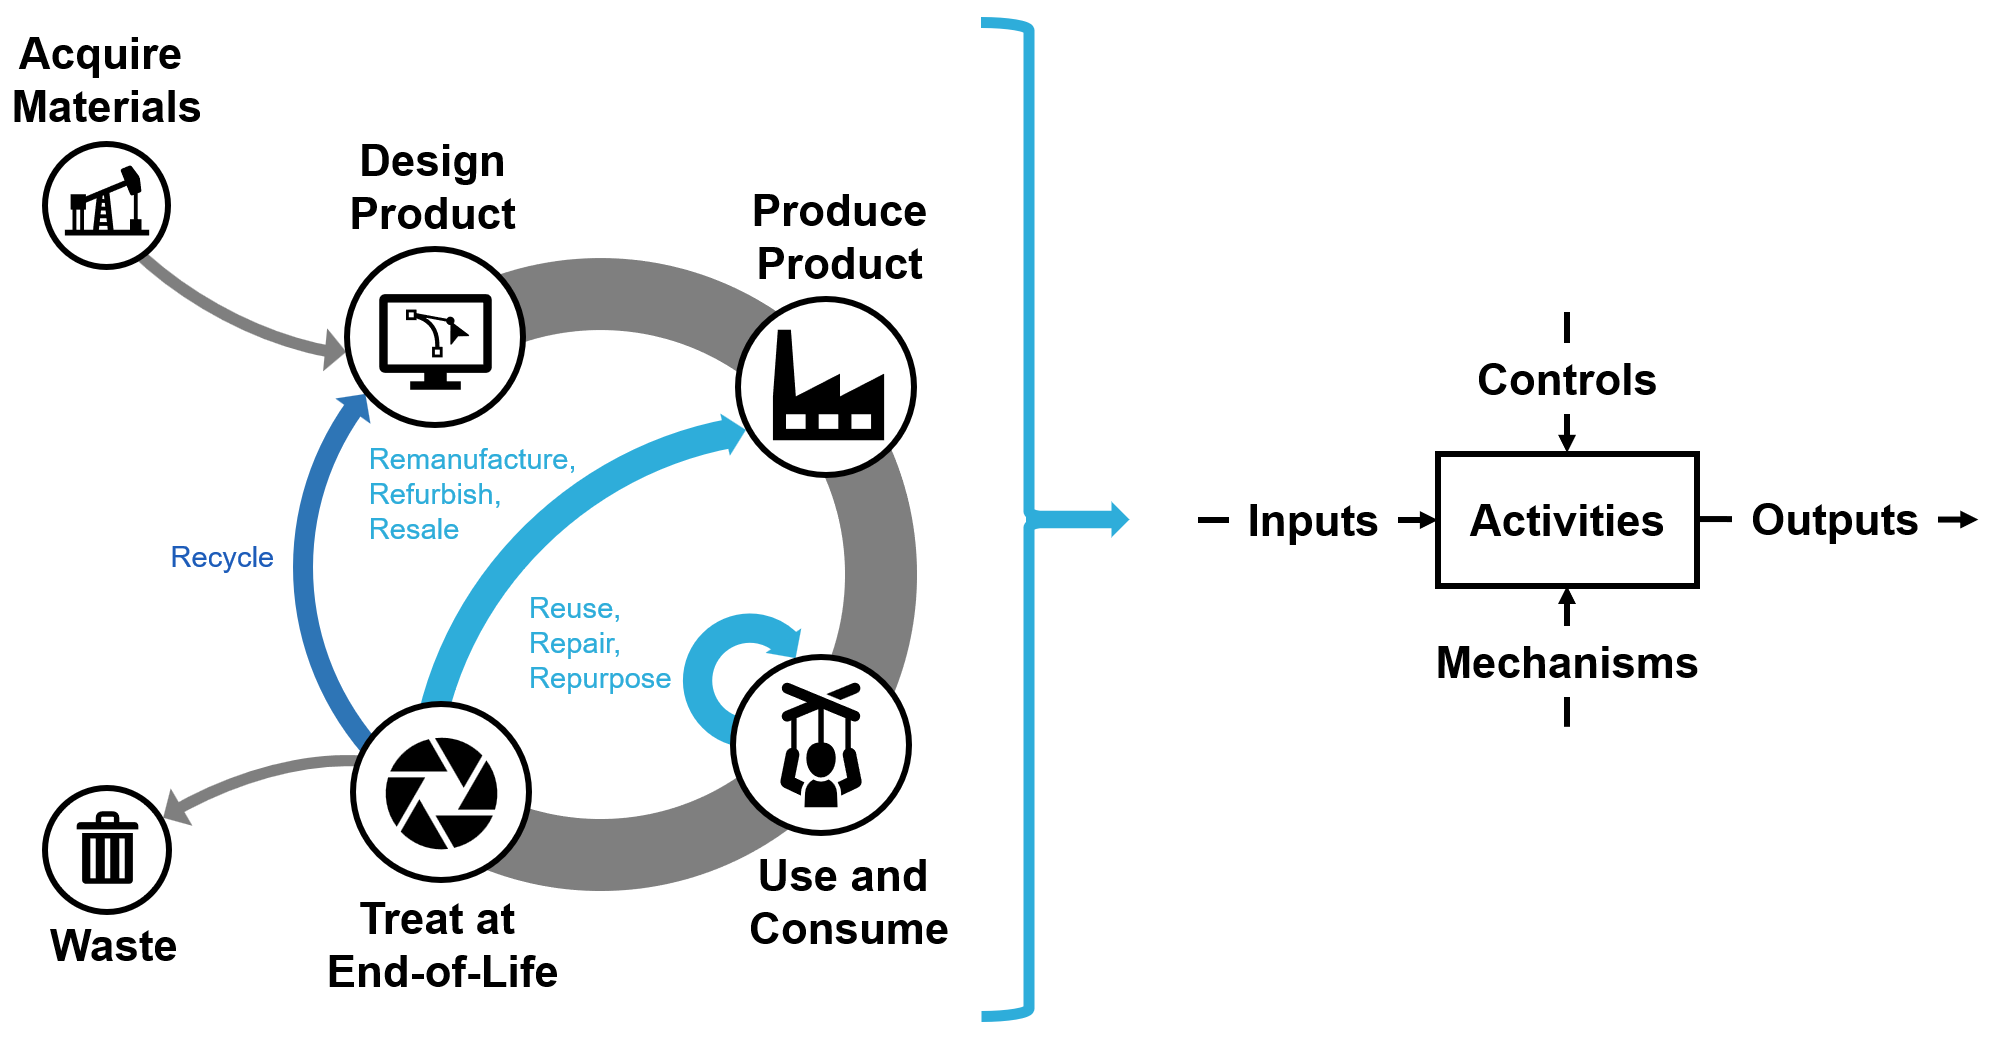 Acquire
Materials
Design
Product
Produce
Product
Remanufacture,
Refurbish,
Resale
Recycle
Reuse,
Repair,
Repurpose
Use and
Consume
Treat at
End-of-Life
Waste
Controls
Inputs
Activities
Outputs
Mechanisms